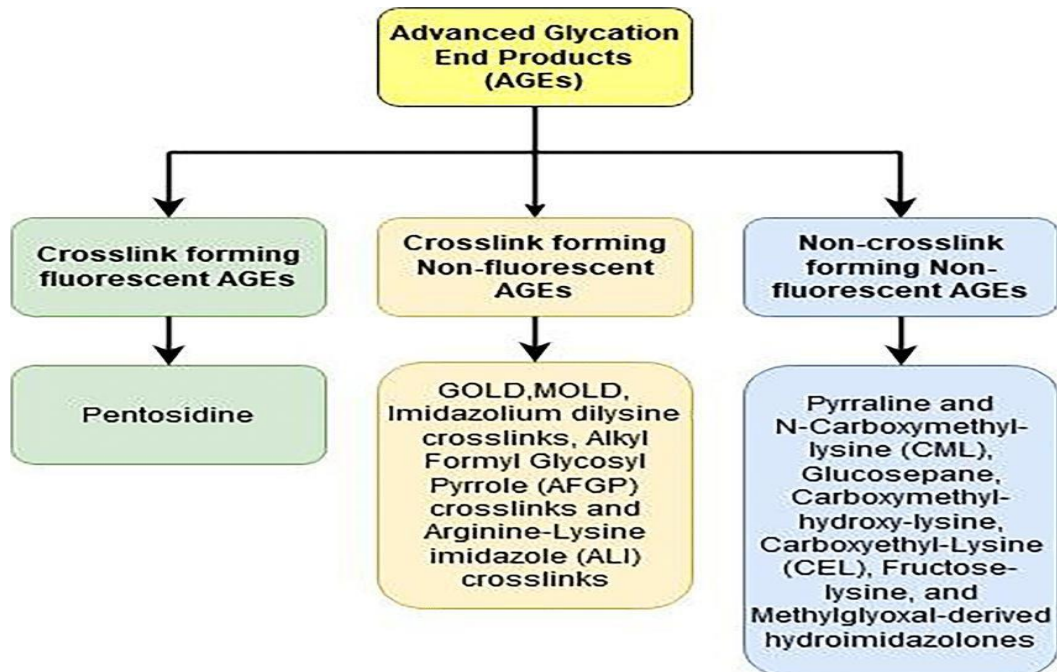 Advanced Glycation
End Products
(AGEs)
Crosslink forming
fluorescent AGEs
Crosslink forming
Non-fluorescent
AGEs
Non-crosslink
forming Non-
fluorescent AGEs
Pentosidine
GOLD,MOLD,
Imidazolium dilysine
crosslinks, Alkyl
Formyl Glycosyl
Pyrrole (AFGP)
crosslinks and
Arginine-Lysine
imidazole (ALI)
crosslinks
Pyrraline and
N-Carboxymethyl-
lysine (CML),
Glucosepane,
Carboxymethyl-
hydroxy-lysine,
Carboxyethyl-Lysine
(CEL), Fructose-
lysine, and
Methylglyoxal-derived
hydroimidazolones